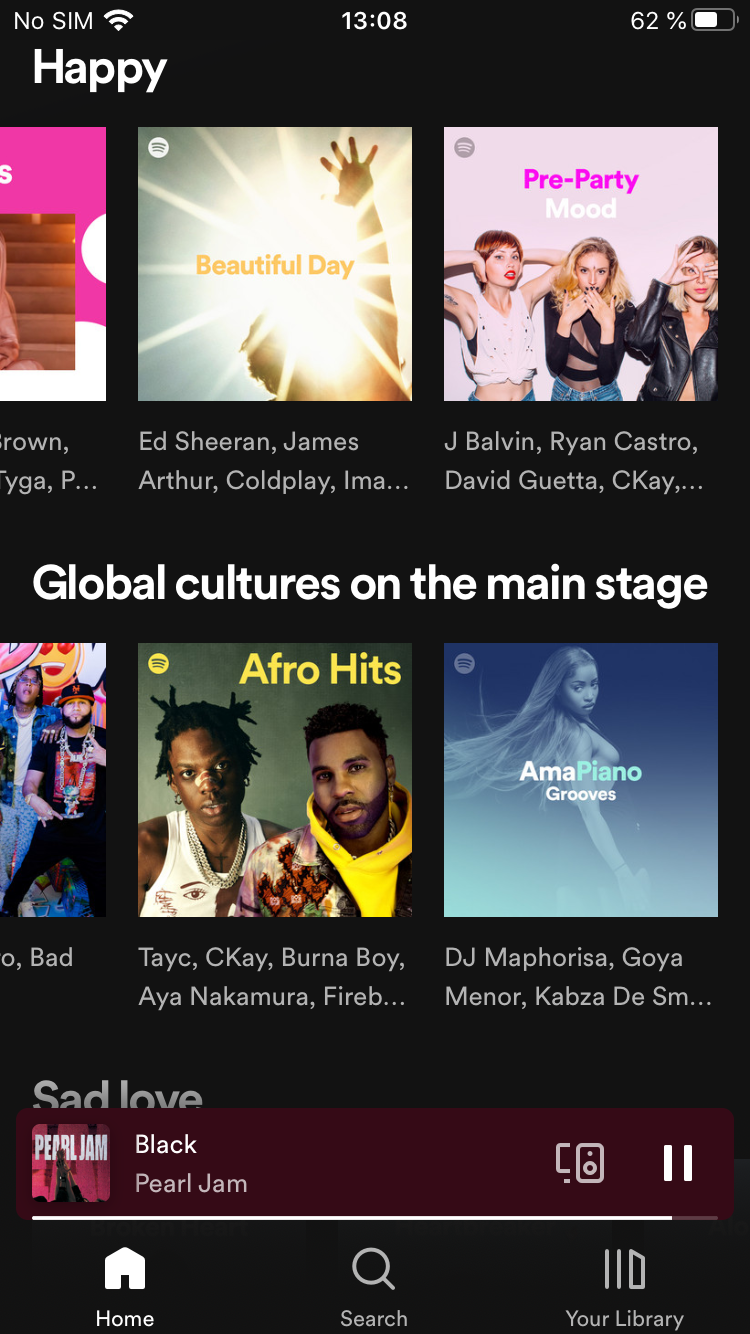 No SIM 13:08 62 %
Happy
s
Beautiful Day
Pre-Party
Mood
Brown,
Tyga, P...
Ed Sheeran, James
Arthur, Coldplay, Ima...
J Balvin, Ryan Castro,
David Guetta, CKay,...
Global cultures on the main stage
Afro Hits
AmaPiano
Grooves
o, Bad
Tayc, CKay, Burna Boy,
Aya Nakamura, Fireb...
DJ Maphorisa, Goya
Menor, Kabza De Sm...
Sad love
PEARL JAM
Black
Pearl Jam
Home
Search
Your Library